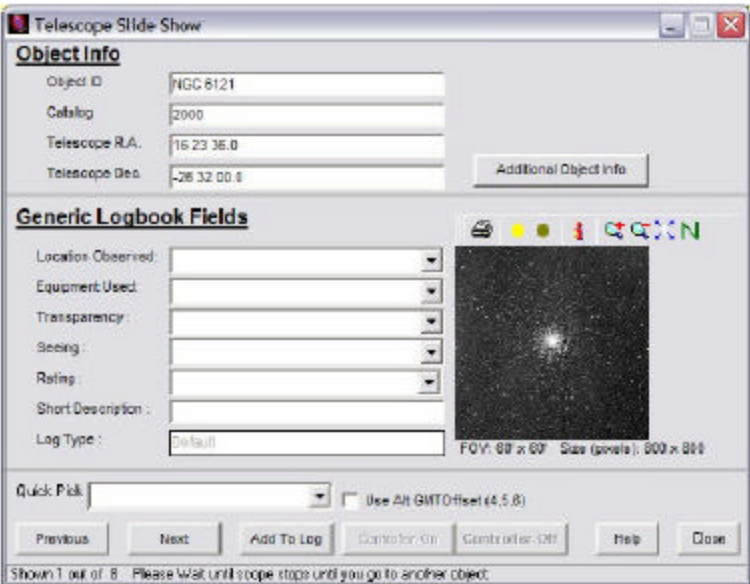 Telescope Slide Show
Object Info
Object ID
NGC 6121
Catalog
2000
Telescope R.A.
16 23 36.0
Telescope Dec.
-26 32 00.0
Additional Object Info
Generic Logbook Fields
Location Observed:
Equipment Used:
Transparency :
Seeing :
Rating :
Short Description :
Log Type :
Default
FOV: 60' x 60' Size (pixels): 800 x 800
Quick Pick
Use Alt GMTOffset (4,5,6)
Previous
Next
Add To Log
Controller On
Controller Off
Help
Close
Shown 1 out of 8 Please Wait until scope stops until you go to another object